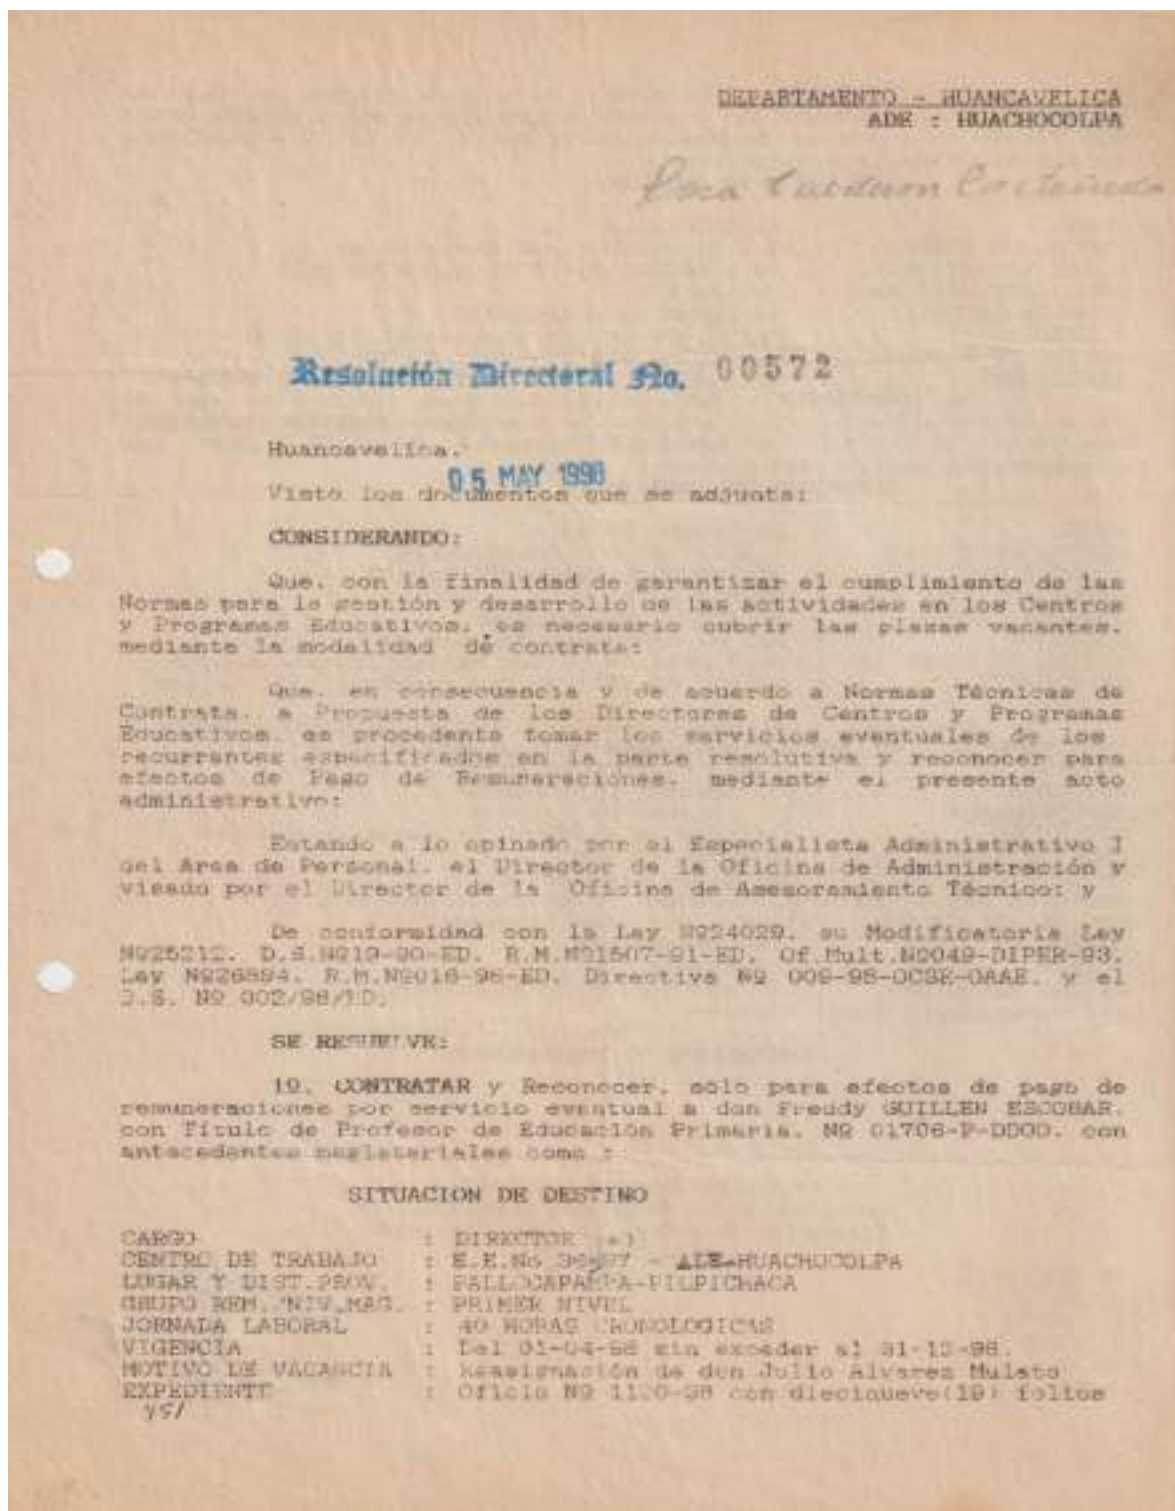 DEPARTAMENTO - HUANCAVELICA
ADE : HUACHOCOLPA
Resolución Directoral No. 00572
Huancavelica.
05 MAY 1998
Visto los documentos que se adjunta:
CONSIDERANDO:
Que, con la finalidad de garantizar el cumplimiento de las
Normas para la gestión y desarrollo de las actividades en los Centros
y Programas Educativos, es necesario cubrir las plazas vacantes,
mediante la modalidad de contrata:
Que, en consecuencia y de acuerdo a Normas Técnicas de
Contrata, a Propuesta de los Directores de Centros y Programas
Educativos, es procedente tomar los servicios eventuales de los
recurrentes especificados en la parte resolutiva y reconocer para
efectos de Pago de Remuneraciones, mediante el presente acto
administrativo:
Estando a lo opinado por el Especialista Administrativo I
del Area de Personal, el Director de la Oficina de Administración y
visado por el Director de la Oficina de Asesoramiento Técnico; y
De conformidad con la Ley Nº24029, su Modificatoria Ley
Nº25212, D.S.Nº19-90-ED, R.M.Nº1507-91-ED, Of.Mult.Nº049-DIPER-93,
Ley Nº26894, R.M.Nº016-96-ED, Directiva Nº 009-98-OCSE-OAAE, y el
D.S. Nº 002/98/ED.
SE RESUELVE:
1º. CONTRATAR y Reconocer, sólo para efectos de pago de
remuneraciones por servicio eventual a don Freddy GUILLEN ESCOBAR,
con Título de Profesor de Educación Primaria, Nº 01706-P-DDOO, con
antecedentes magisteriales como :
SITUACION DE DESTINO
CARGO : DIRECTOR (e)
CENTRO DE TRABAJO : E.E.No - ADE-HUACHOCOLPA
LUGAR Y DIST.PROV. : PALLCCAPAMPA-PILPICHACA
GRUPO REM./NIV.MAG. : PRIMER NIVEL
JORNADA LABORAL : 40 HORAS CRONOLOGICAS
VIGENCIA : Del 01-04-98 sin exceder al 31-12-98.
MOTIVO DE VACANCIA : Reasignación de don Julio Alvarez Mulato
EXPEDIENTE : Oficio Nº -98 con diecinueve(19) folios